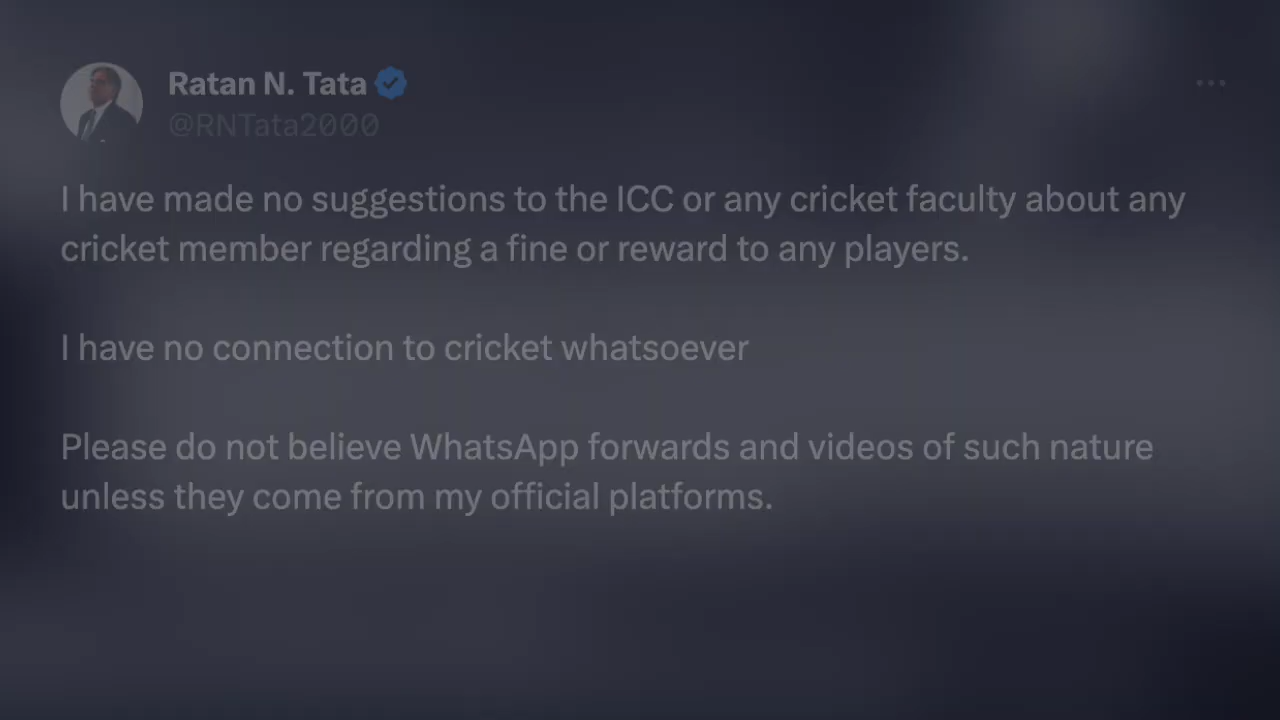 Ratan N. Tata
@RNTata2000
I have made no suggestions to the ICC or any cricket faculty about any
cricket member regarding a fine or reward to any players.
I have no connection to cricket whatsoever
Please do not believe WhatsApp forwards and videos of such nature
unless they come from my official platforms.